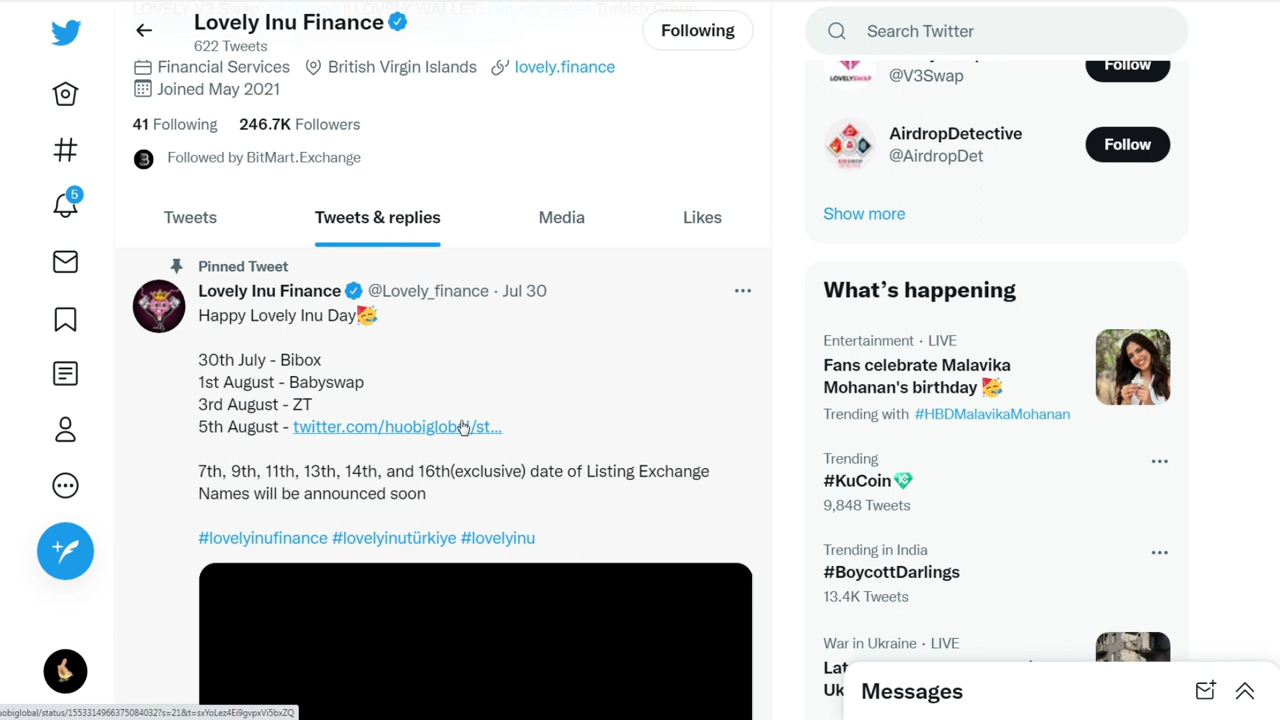 Lovely Inu Finance
622 Tweets
Following
Financial Services British Virgin Islands lovely.finance
Joined May 2021
41 Following 246.7K Followers
Followed by BitMart.Exchange
Tweets Tweets & replies Media Likes
Pinned Tweet
Lovely Inu Finance @Lovely_finance · Jul 30
Happy Lovely Inu Day🥳
30th July - Bibox
1st August - Babyswap
3rd August - ZT
5th August - twitter.com/huobiglobal/st...
7th, 9th, 11th, 13th, 14th, and 16th(exclusive) date of Listing Exchange
Names will be announced soon
#lovelyinufinance #lovelyinutürkiye #lovelyinu
5
Search Twitter
LOVELYSWAP
@V3Swap
Follow
AirdropDetective
@AirdropDet
Follow
Show more
What's happening
Entertainment · LIVE
Fans celebrate Malavika
Mohanan's birthday 🥳
Trending with #HBDMalavikaMohanan
Trending
#KuCoin
9,848 Tweets
Trending in India
#BoycottDarlings
13.4K Tweets
War in Ukraine · LIVE
Messages